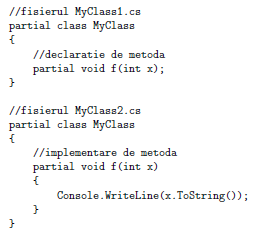 //fisierul MyClass1.cs
partial class MyClass
{
    //declaratie de metoda
    partial void f(int x);
}

//fisierul MyClass2.cs
partial class MyClass
{
    //implementare de metoda
    partial void f(int x)
    {
        Console.WriteLine(x.ToString());
    }
}